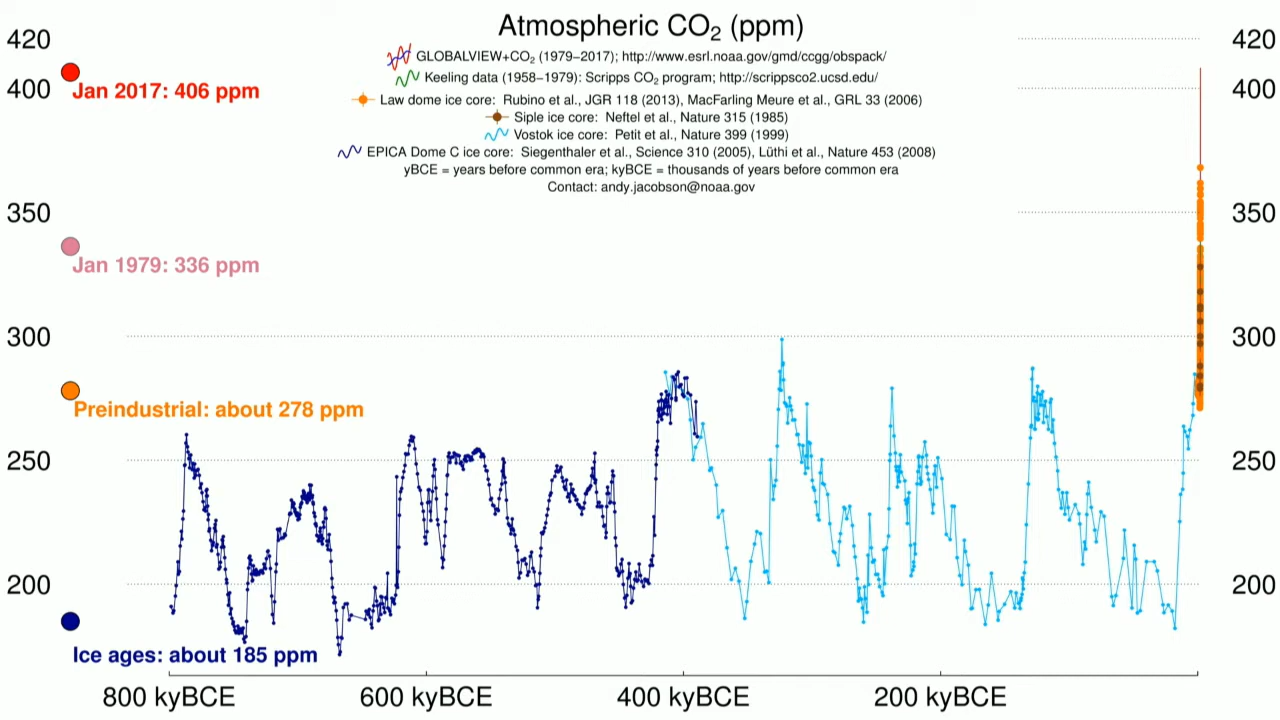 Atmospheric CO₂ (ppm)
GLOBALVIEW+CO₂ (1979−2017); http://www.esrl.noaa.gov/gmd/ccgg/obspack/
Keeling data (1958−1979): Scripps CO₂ program; http://scrippsco2.ucsd.edu/
Law dome ice core: Rubino et al., JGR 118 (2013), MacFarling Meure et al., GRL 33 (2006)
Siple ice core: Neftel et al., Nature 315 (1985)
Vostok ice core: Petit et al., Nature 399 (1999)
EPICA Dome C ice core: Siegenthaler et al., Science 310 (2005), Lüthi et al., Nature 453 (2008)
yBCE = years before common era; kyBCE = thousands of years before common era
Contact: andy.jacobson@noaa.gov
420
400
350
300
250
200
Jan 2017: 406 ppm
Jan 1979: 336 ppm
Preindustrial: about 278 ppm
Ice ages: about 185 ppm
420
400
350
300
250
200
800 kyBCE
600 kyBCE
400 kyBCE
200 kyBCE